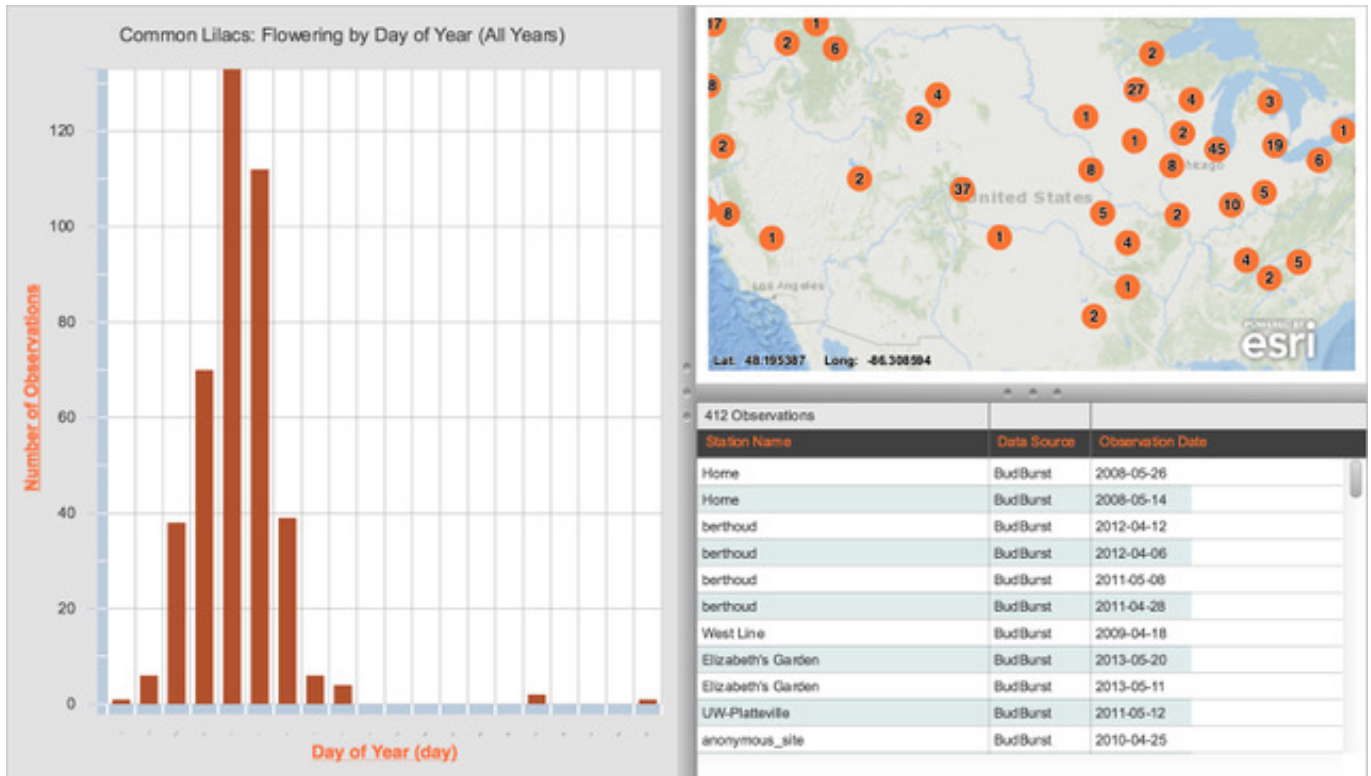 Common Lilacs: Flowering by Day of Year (All Years)
120
100
80
60
40
20
0
Number of Observations
Day of Year (day)
17
1
2
6
2
8
4
27
4
3
2
1
2
1
2
45
19
1
8
8
6
2
37
United States
Chicago
5
8
5
2
10
1
1
4
4
5
2
Los Angeles
1
2
POWERED BY
esri
Lat: 48.195387 Long: -86.308594
412 Observations
Station Name Data Source Observation Date
Home BudBurst 2008-05-26
Home BudBurst 2008-05-14
berthoud BudBurst 2012-04-12
berthoud BudBurst 2012-04-06
berthoud BudBurst 2011-05-08
berthoud BudBurst 2011-04-28
West Line BudBurst 2009-04-18
Elizabeth's Garden BudBurst 2013-05-20
Elizabeth's Garden BudBurst 2013-05-11
UW-Platteville BudBurst 2011-05-12
anonymous_site BudBurst 2010-04-25